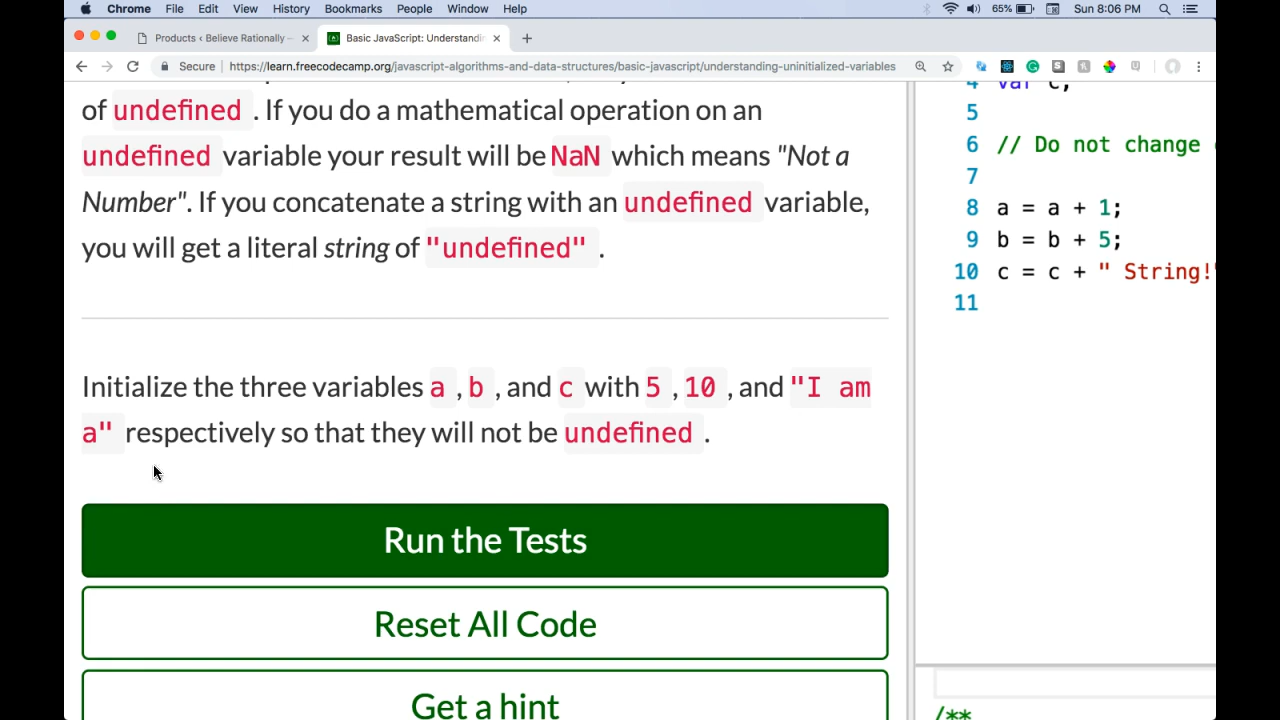 Chrome File Edit View History Bookmarks People Window Help 65% Sun 8:06 PM
Products ‹ Believe Rationally — Basic JavaScript: Understandin
Secure https://learn.freecodecamp.org/javascript-algorithms-and-data-structures/basic-javascript/understanding-uninitialized-variables
of undefined . If you do a mathematical operation on an
undefined variable your result will be NaN which means "Not a
Number". If you concatenate a string with an undefined variable,
you will get a literal string of "undefined" .
Initialize the three variables a , b , and c with 5 , 10 , and "I am
a" respectively so that they will not be undefined .
Run the Tests
Reset All Code
Get a hint
4 var c;
5
6 // Do not change
7
8 a = a + 1;
9 b = b + 5;
10 c = c + " String!"
11
/**